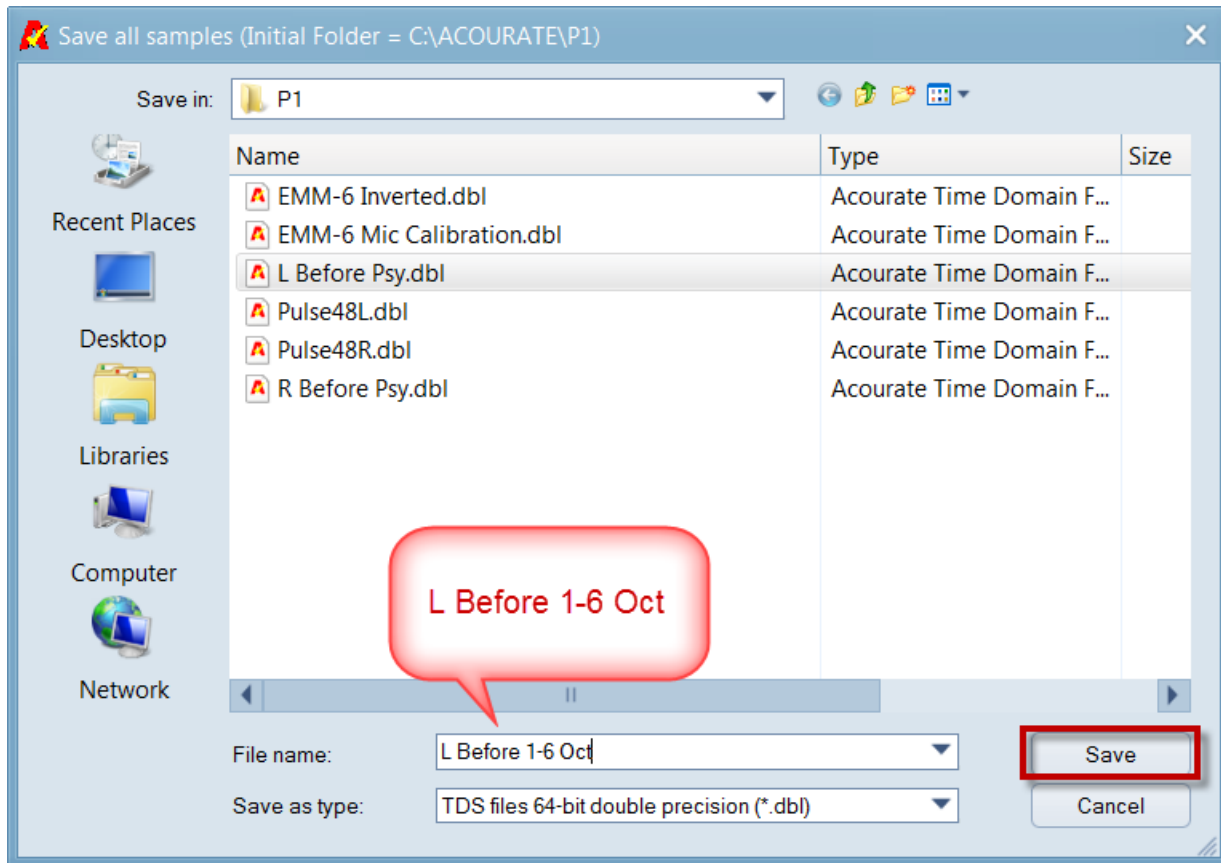 Save all samples (Initial Folder = C:\ACOURATE\P1)
Save in:
P1
Recent Places
Desktop
Libraries
Computer
Network
Name Type Size
EMM-6 Inverted.dbl Acourate Time Domain F...
EMM-6 Mic Calibration.dbl Acourate Time Domain F...
L Before Psy.dbl Acourate Time Domain F...
Pulse48L.dbl Acourate Time Domain F...
Pulse48R.dbl Acourate Time Domain F...
R Before Psy.dbl Acourate Time Domain F...
L Before 1-6 Oct
File name: L Before 1-6 Oct Save
Save as type: TDS files 64-bit double precision (*.dbl) Cancel